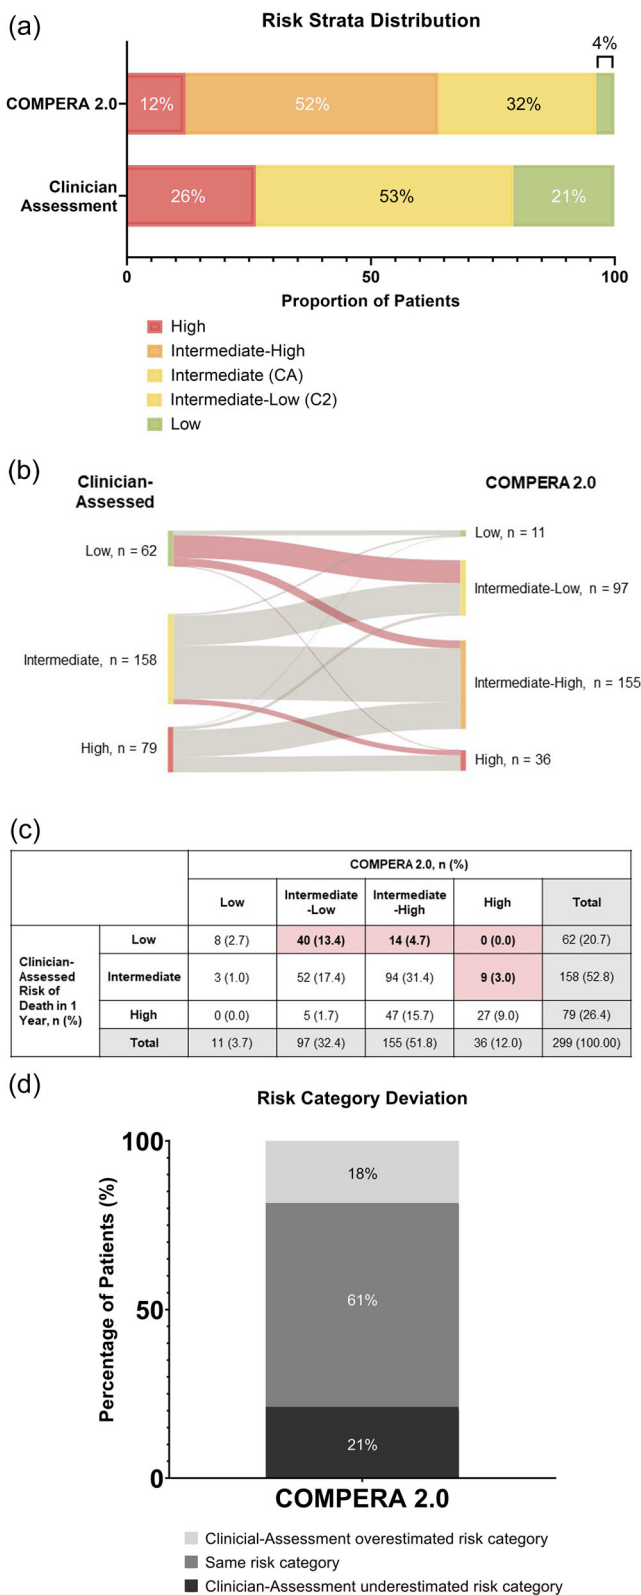 (a)
Risk Strata Distribution
4%
COMPERA 2.0
12%
52%
32%
Clinician
Assessment
26%
53%
21%
0
50
100
Proportion of Patients
High
Intermediate-High
Intermediate (CA)
Intermediate-Low (C2)
Low
(b)
Clinician-
Assessed
COMPERA 2.0
Low, n = 62
Intermediate, n = 158
High, n = 79
Low, n = 11
Intermediate-Low, n = 97
Intermediate-High, n = 155
High, n = 36
(c)
COMPERA 2.0, n (%)
Low
Intermediate
-Low
Intermediate
-High
High
Total
Clinician-
Assessed
Risk of
Death in 1
Year, n (%)
Low 8 (2.7) 40 (13.4) 14 (4.7) 0 (0.0) 62 (20.7)
Intermediate 3 (1.0) 52 (17.4) 94 (31.4) 9 (3.0) 158 (52.8)
High 0 (0.0) 5 (1.7) 47 (15.7) 27 (9.0) 79 (26.4)
Total 11 (3.7) 97 (32.4) 155 (51.8) 36 (12.0) 299 (100.00)
(d)
Risk Category Deviation
Percentage of Patients (%)
100
50
0
18%
61%
21%
COMPERA 2.0
Clinicial-Assessment overestimated risk category
Same risk category
Clinician-Assessment underestimated risk category